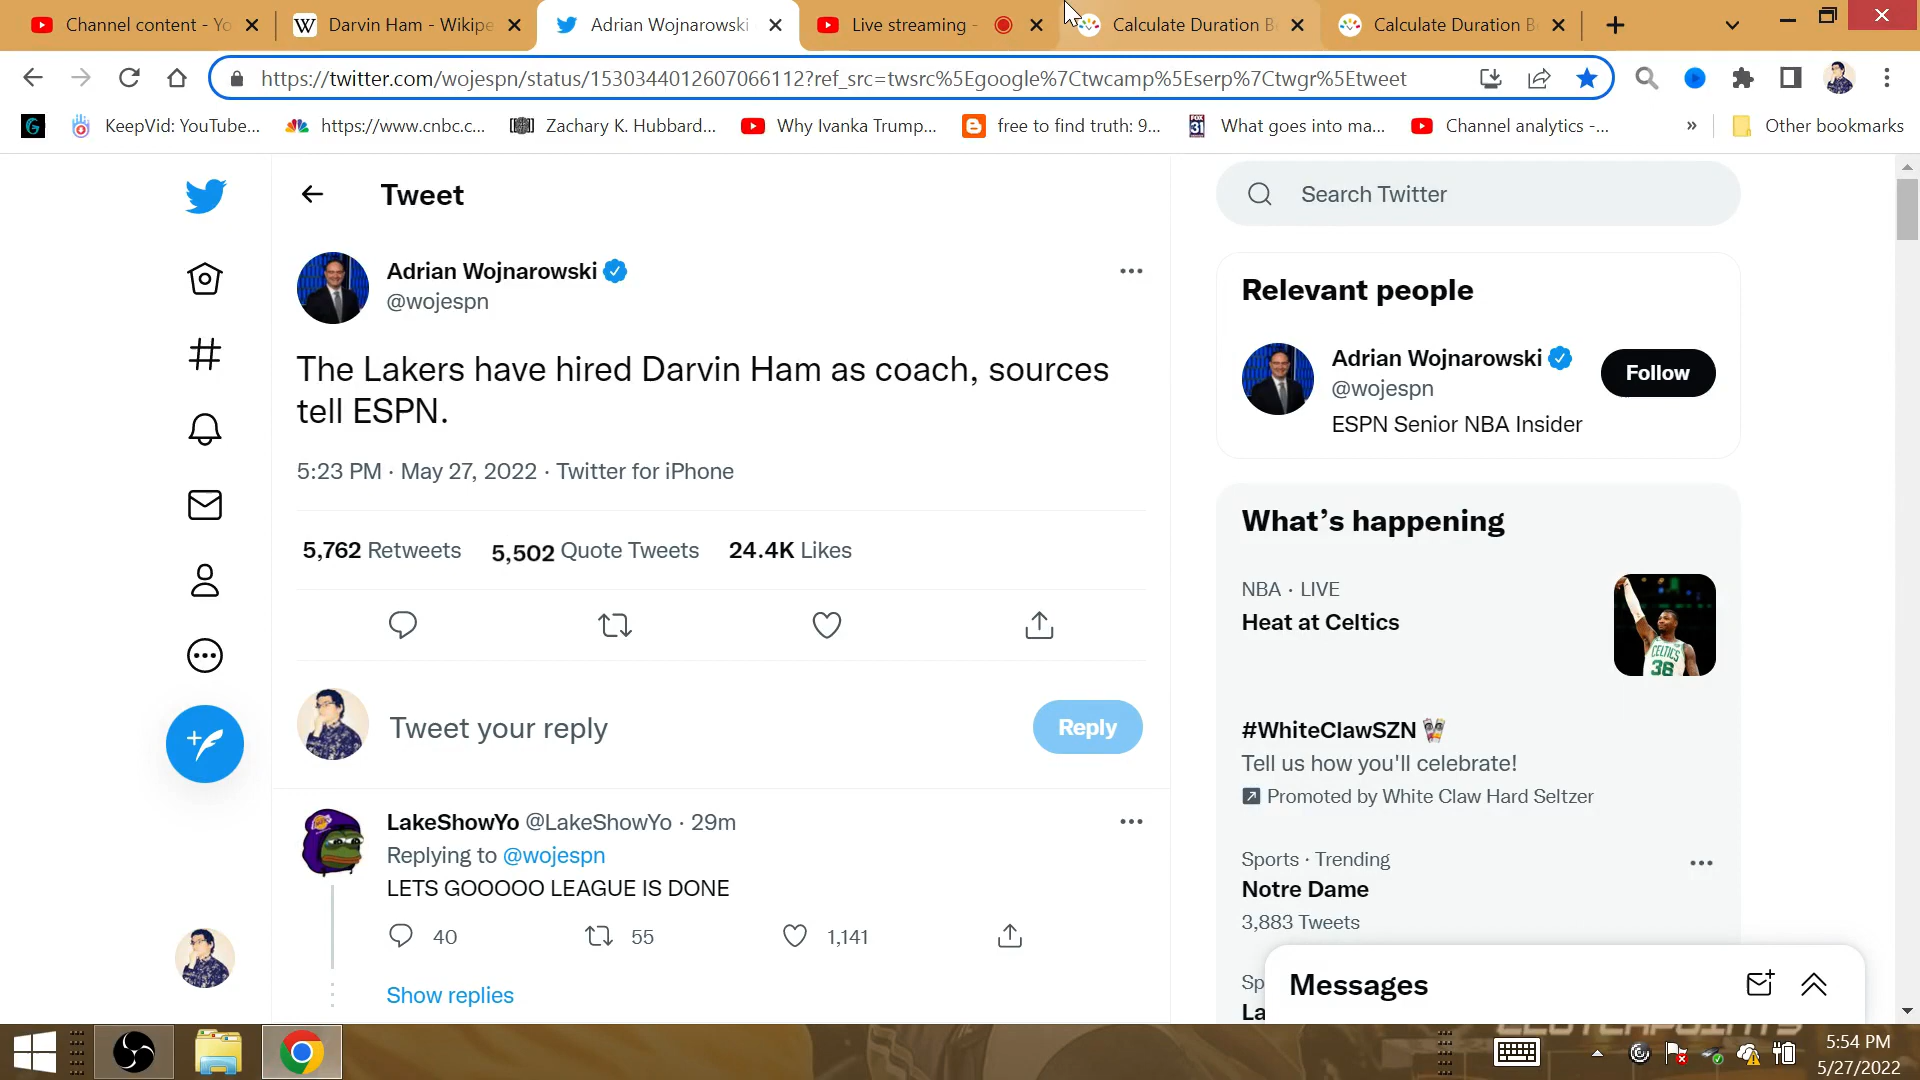 Channel content - Yo
Darvin Ham - Wikipe
Adrian Wojnarowski
Live streaming -
Calculate Duration B
Calculate Duration B
https://twitter.com/wojespn/status/1530344012607066112?ref_src=twsrc%5Egoogle%7Ctwcamp%5Eserp%7Ctwgr%5Etweet
KeepVid: YouTube...
https://www.cnbc.c...
Zachary K. Hubbard...
Why Ivanka Trump...
free to find truth: 9...
What goes into ma...
Channel analytics -...
»
Other bookmarks
Tweet
Adrian Wojnarowski
@wojespn
The Lakers have hired Darvin Ham as coach, sources
tell ESPN.
5:23 PM · May 27, 2022 · Twitter for iPhone
5,762 Retweets 5,502 Quote Tweets 24.4K Likes
Tweet your reply
Reply
LakeShowYo @LakeShowYo · 29m
Replying to @wojespn
LETS GOOOOO LEAGUE IS DONE
40 55 1,141
Show replies
Search Twitter
Relevant people
Adrian Wojnarowski
@wojespn
Follow
ESPN Senior NBA Insider
What's happening
NBA · LIVE
Heat at Celtics
CELTICS
36
#WhiteClawSZN
Tell us how you'll celebrate!
Promoted by White Claw Hard Seltzer
Sports · Trending
Notre Dame
3,883 Tweets
Sp
La
Messages
5:54 PM
5/27/2022